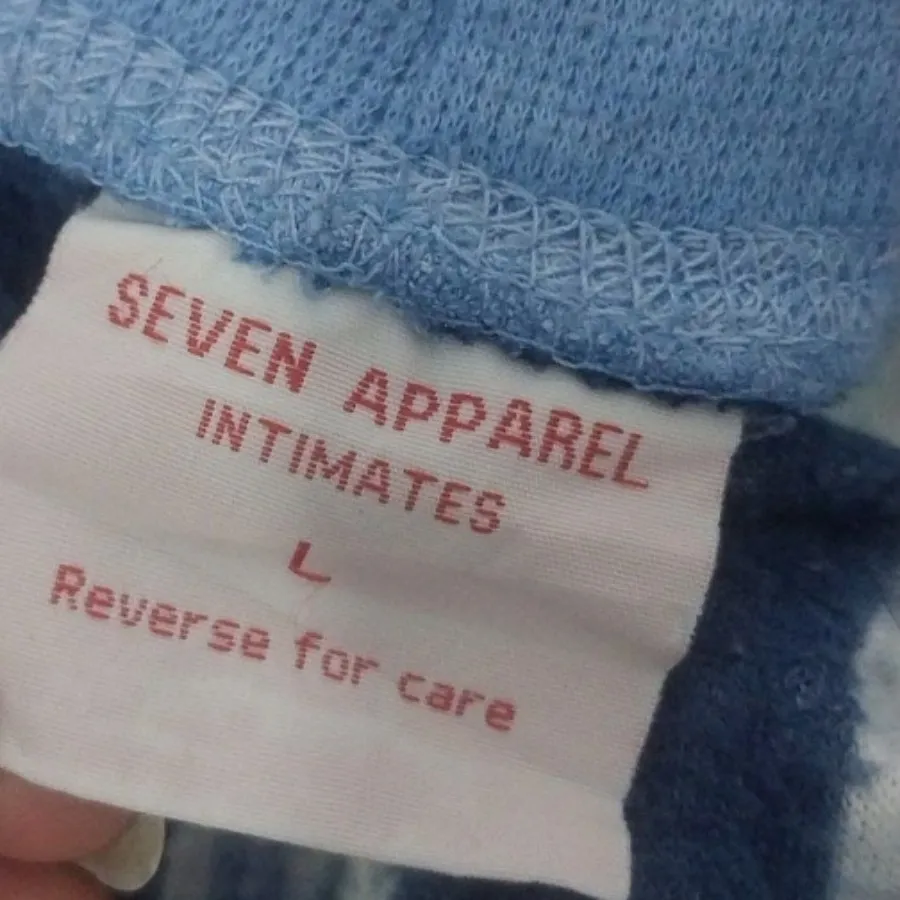 SEVEN APPAREL
INTIMATES
L
Reverse for care